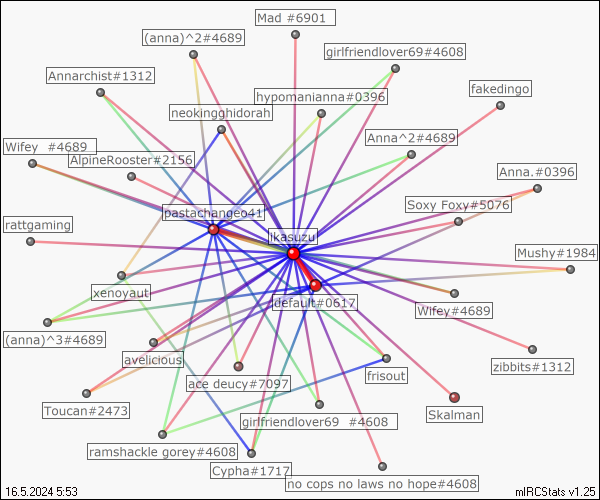 Mad #6901
(anna)^2#4689
girlfriendlover69#4608
Annarchist#1312
fakedingo
hypomanianna#0396
neokingghidorah
Anna^2#4689
Wifey  #4689
AlpineRooster#2156
Anna.#0396
Soxy Foxy#5076
pastachangeo41
rattgaming
ikasuzu
Mushy#1984
xenoyaut
default#0617
Wifey#4689
(anna)^3#4689
avelicious
zibbits#1312
frisout
ace deucy#7097
Toucan#2473
Skalman
girlfriendlover69  #4608
ramshackle gorey#4608
Cypha#1717
no cops no laws no hope#4608
16.5.2024 5:53
mIRCStats v1.25